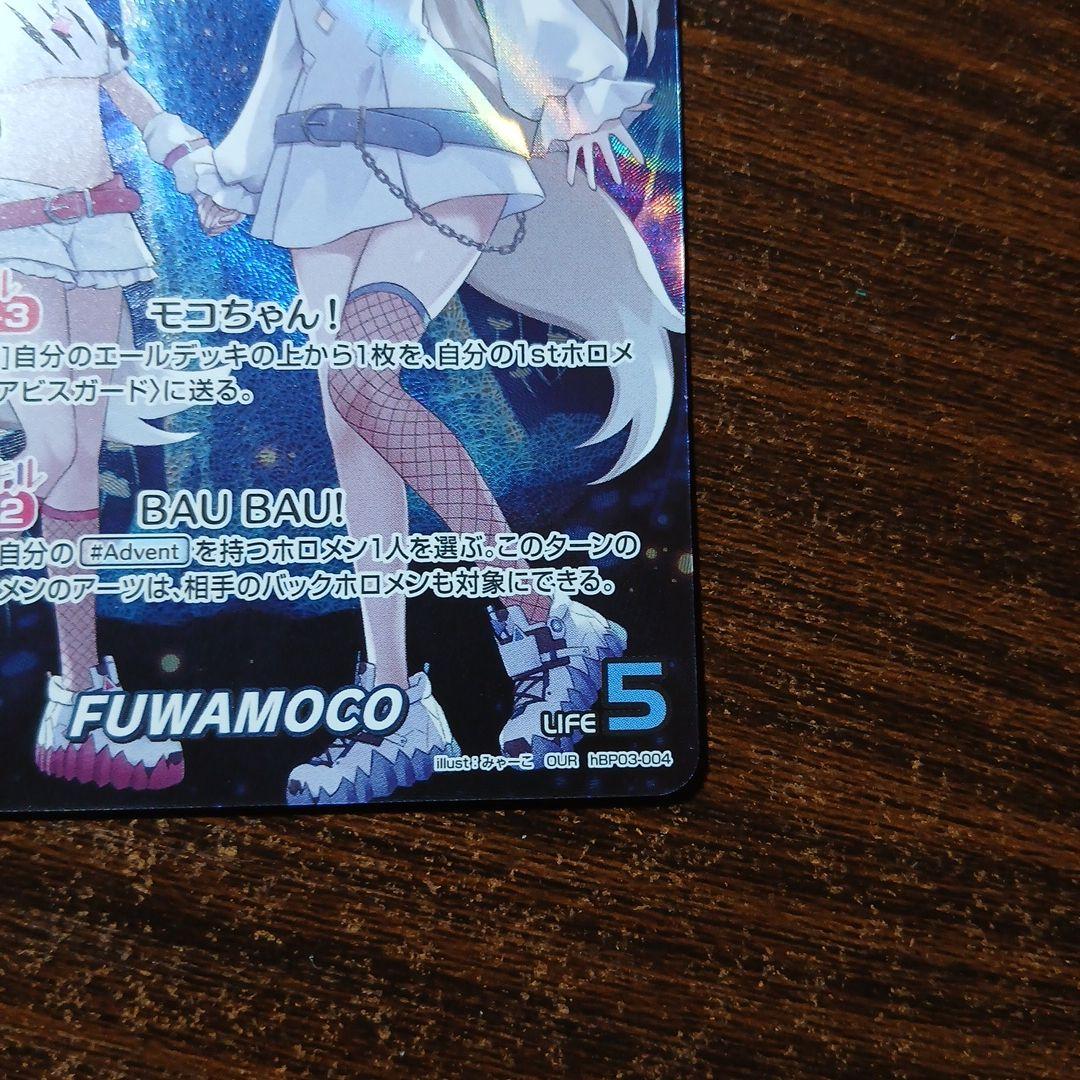 -3 モコちゃん!
]自分のエールデッキの上から1枚を、自分の1stホロメ
アビスガード〉に送る。
2 BAU BAU!
自分の #Advent を持つホロメン1人を選ぶ。このターンの
メンのアーツは、相手のバックホロメンも対象にできる。
FUWAMOCO
LIFE 5
illust:みゃーこ OUR hBP03-004